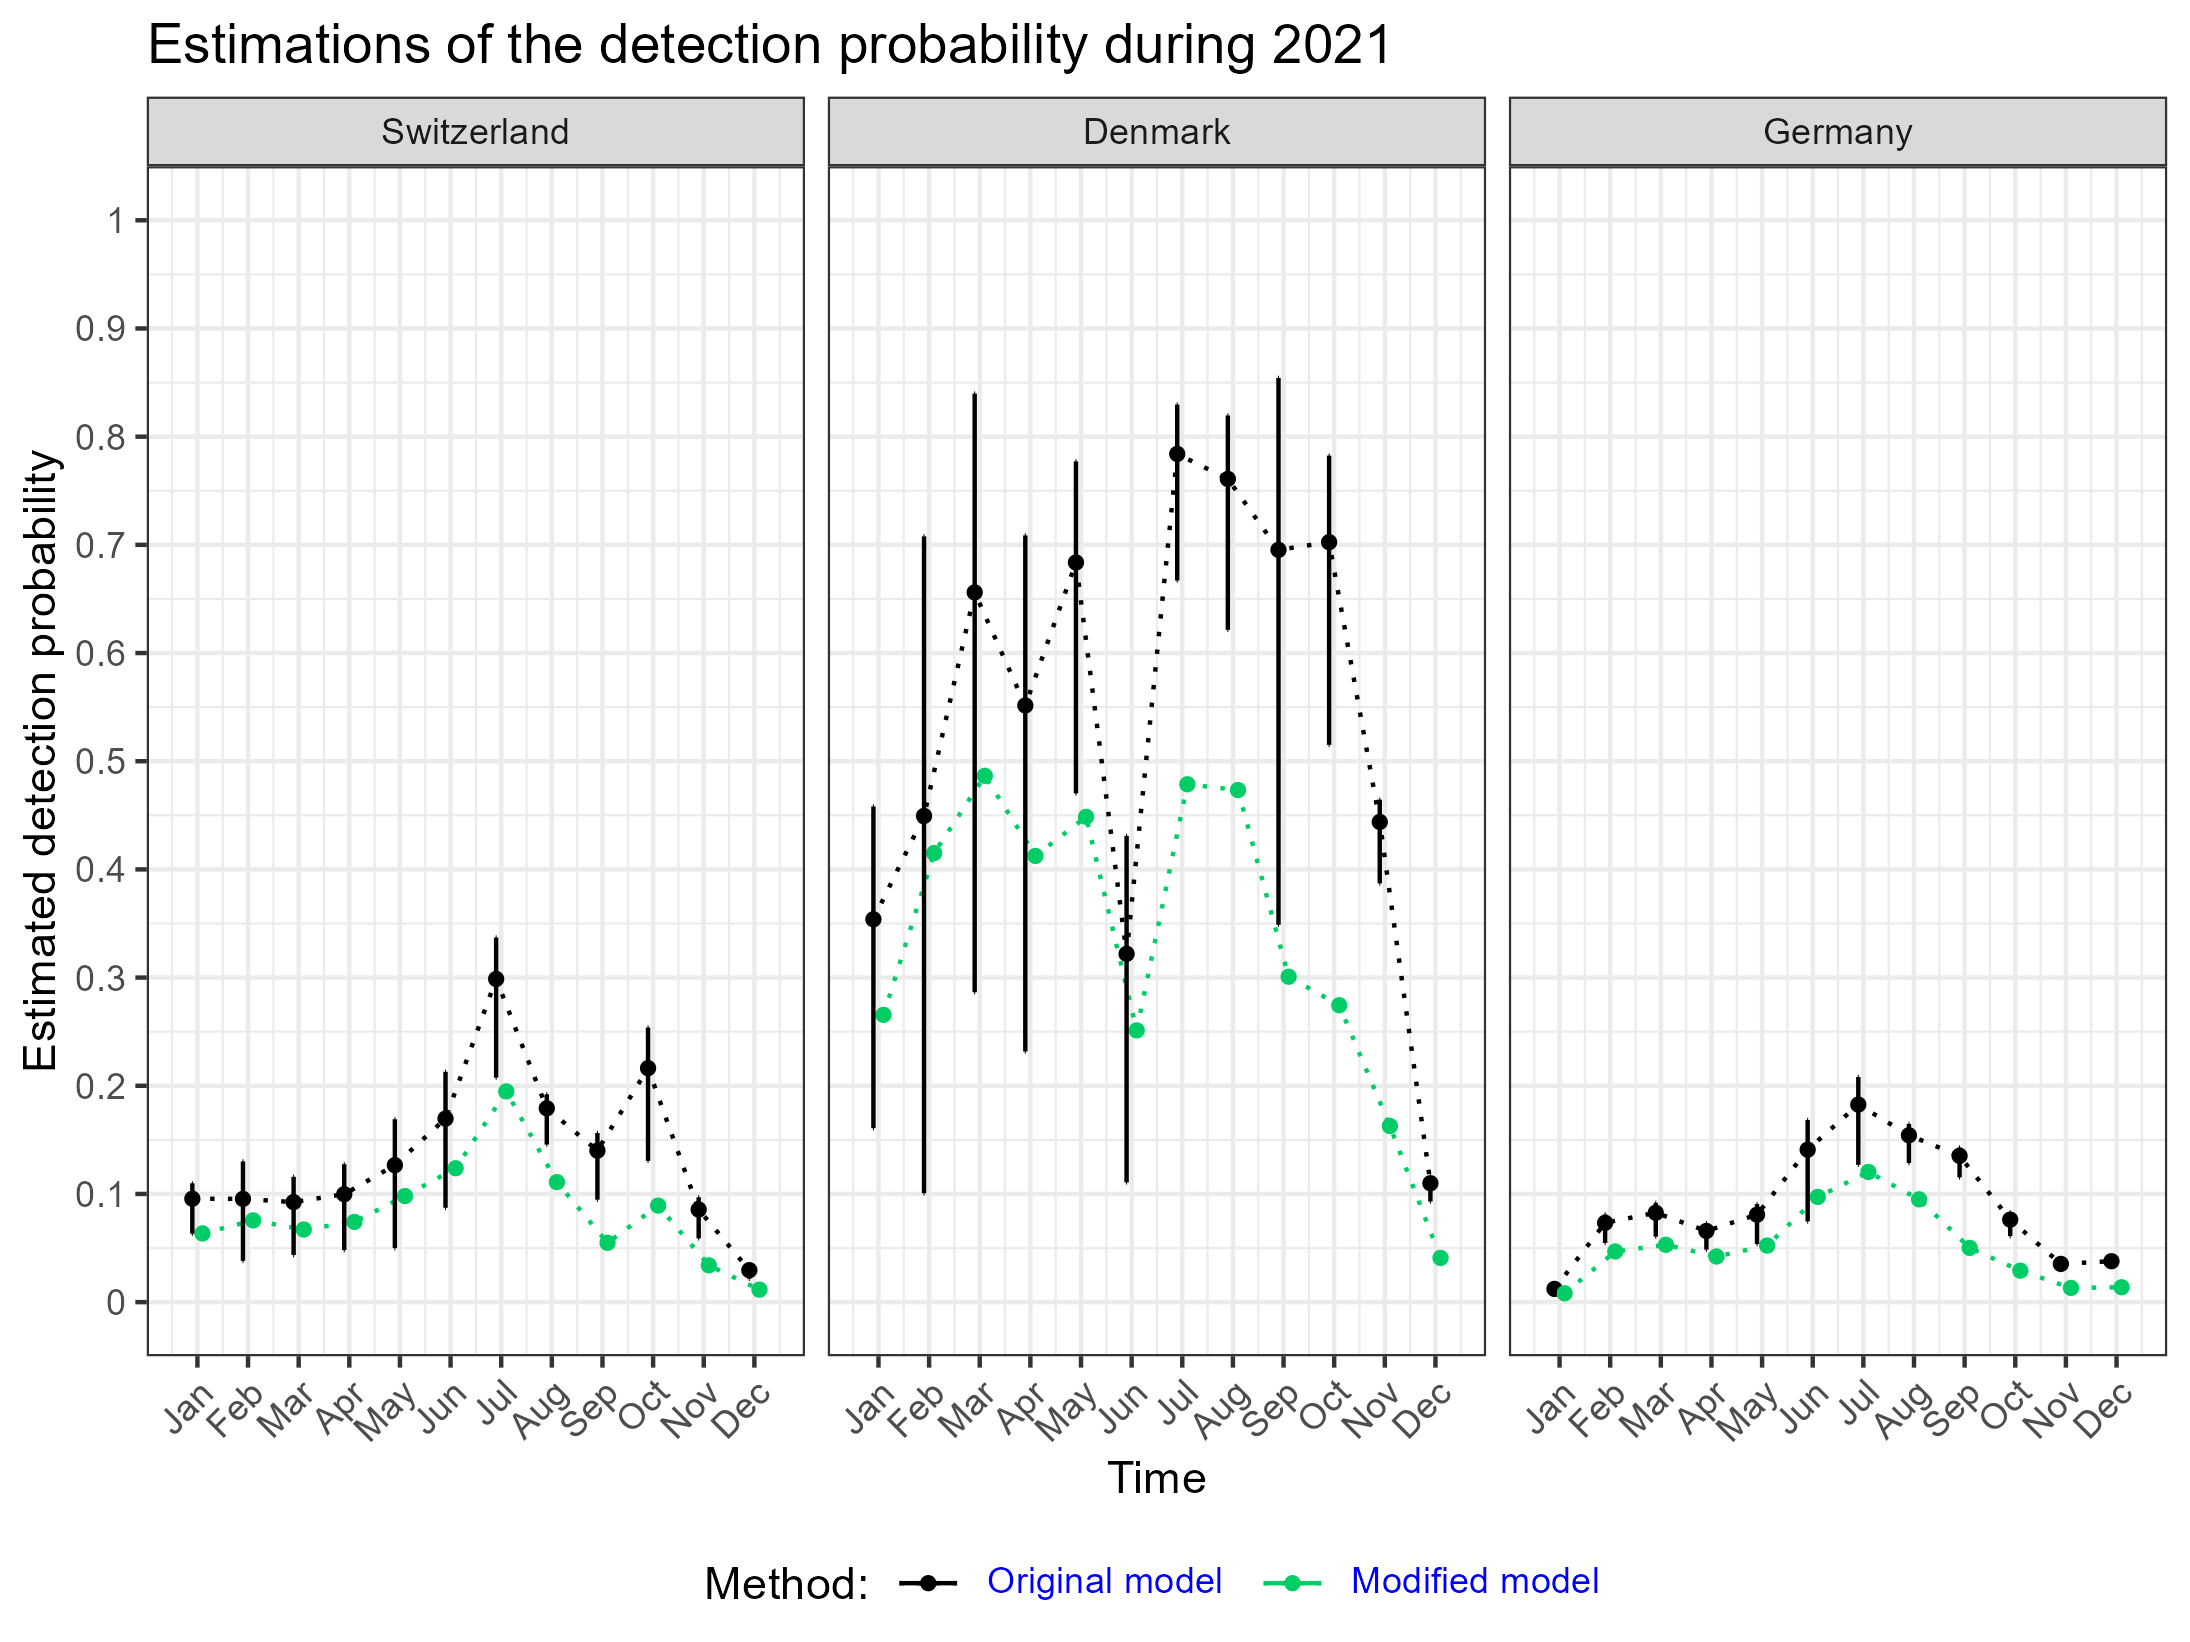 Estimations of the detection probability during 2021
Switzerland
Denmark
Germany
Estimated detection probability
1
0.9
0.8
0.7
0.6
0.5
0.4
0.3
0.2
0.1
0
Jan Feb Mar Apr May Jun Jul Aug Sep Oct Nov Dec
Jan Feb Mar Apr May Jun Jul Aug Sep Oct Nov Dec
Jan Feb Mar Apr May Jun Jul Aug Sep Oct Nov Dec
Time
Method: Original model Modified model